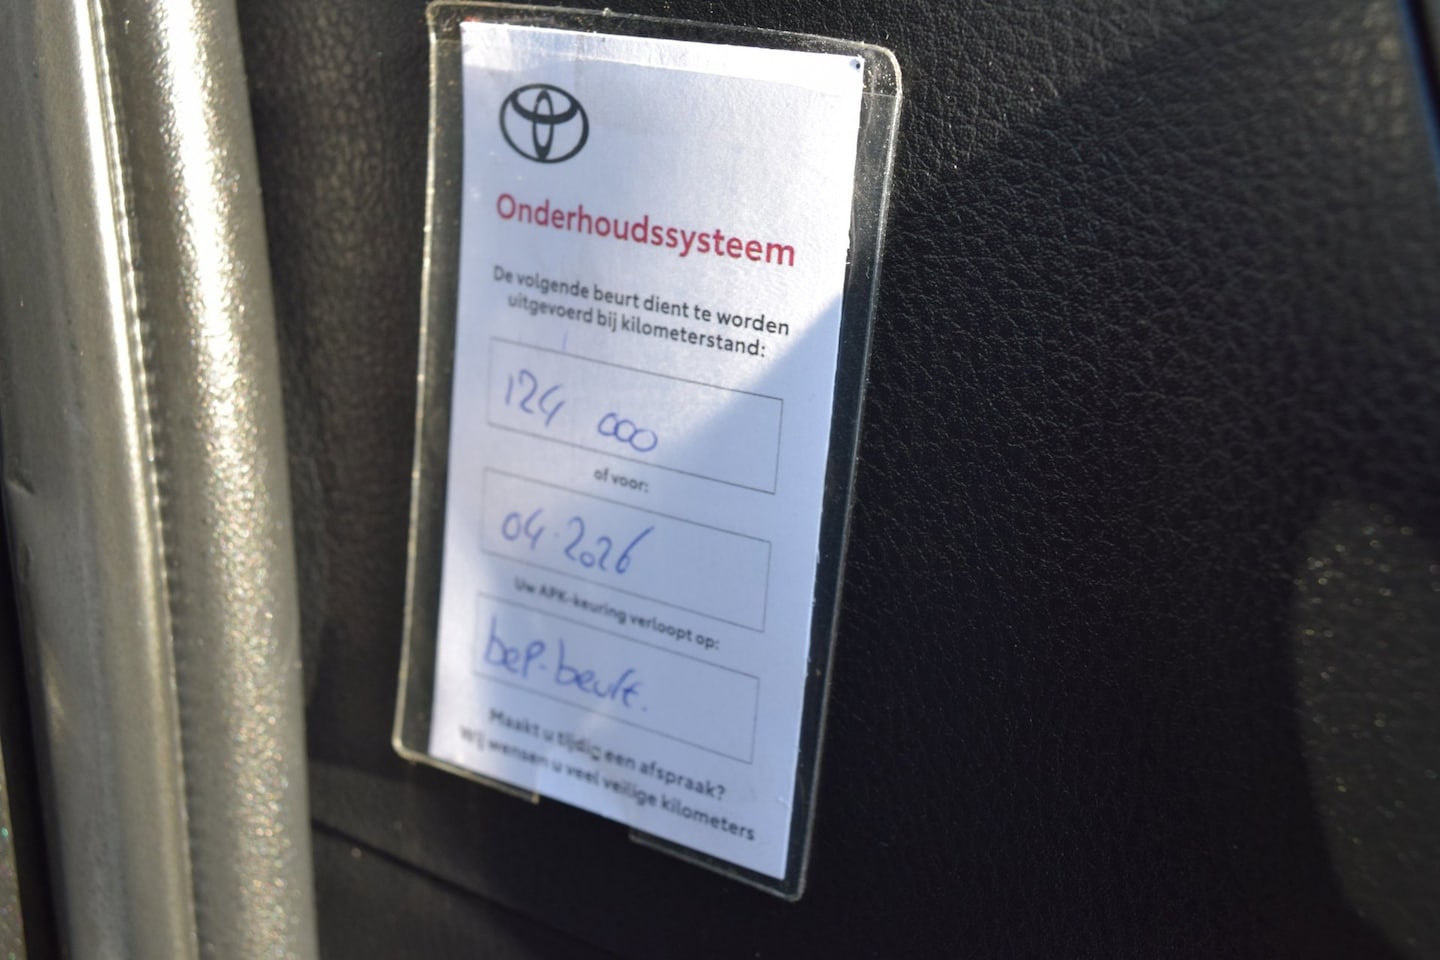 Onderhoudssysteem
De volgende beurt dient te worden
uitgevoerd bij kilometerstand:
124 000
of voor:
04-2026
Uw APK-keuring verloopt op:
beP. beurt.
Maakt u tijdig een afspraak?
Wij wensen u veel veilige kilometers